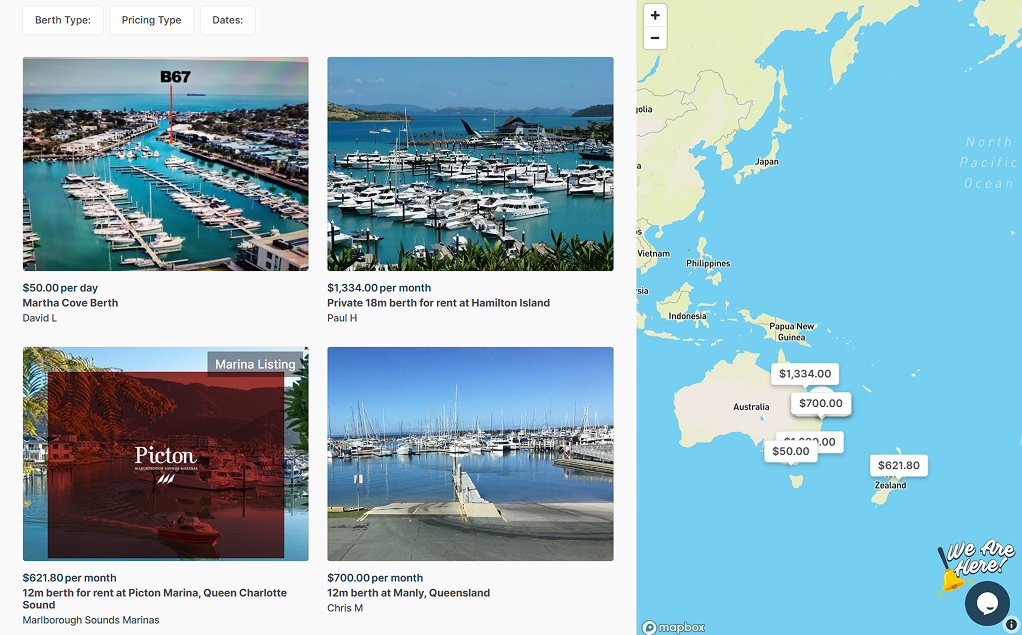 Berth Type:
Pricing Type
Dates:
B67
$50.00 per day
Martha Cove Berth
David L
$1,334.00 per month
Private 18m berth for rent at Hamilton Island
Paul H
Marina Listing
Picton
MARLBOROUGH SOUNDS MARINAS
$621.80 per month
12m berth for rent at Picton Marina, Queen Charlotte
Sound
Marlborough Sounds Marinas
$700.00 per month
12m berth at Manly, Queensland
Chris M
+
−
golia
Japan
North
Pacific
Ocean
Vietnam
Philippines
sia
Indonesia
Papua New
Guinea
$1,334.00
Australia
$700.00
$50.00
$621.80
Zealand
We Are
Here!
mapbox
i